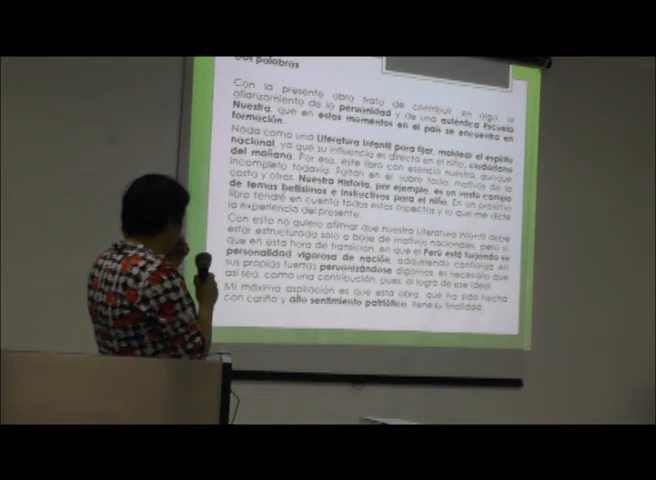 Dos palabras
Con la presente obra trato de contribuir, en algo, al
afianzamiento de la peruanidad y de una auténtica Escuela
Nuestra, que en estos momentos en el país se encuentra en
formación.
Nada como una Literatura Infantil para fijar, moldear el espíritu
nacional, ya que su influencia es directa en el niño, ciudadano
del mañana. Por eso, este libro con esencia nuestra, aunque
incompleto todavía. Faltan en él, sobre todo, motivos de la
costa y otros. Nuestra Historia, por ejemplo, es un vasto campo
de temas bellísimos e instructivos para el niño. En un próximo
libro tendré en cuenta todos estos aspectos y lo que me dicte
la experiencia del presente.
Con esto no quiero afirmar que nuestra Literatura Infantil debe
estar estructurada solo a base de motivos nacionales, pero sí
que en esta hora de transición, en que el Perú está forjando su
personalidad vigorosa de nación, adquiriendo confianza en
sus propias fuerzas peruanizándose digamos, es necesario que
así sea, como una contribución, pues, al logro de ese ideal.
Mi máxima aspiración es que esta obra, que ha sido hecha
con cariño y alto sentimiento patriótico, llene su finalidad.